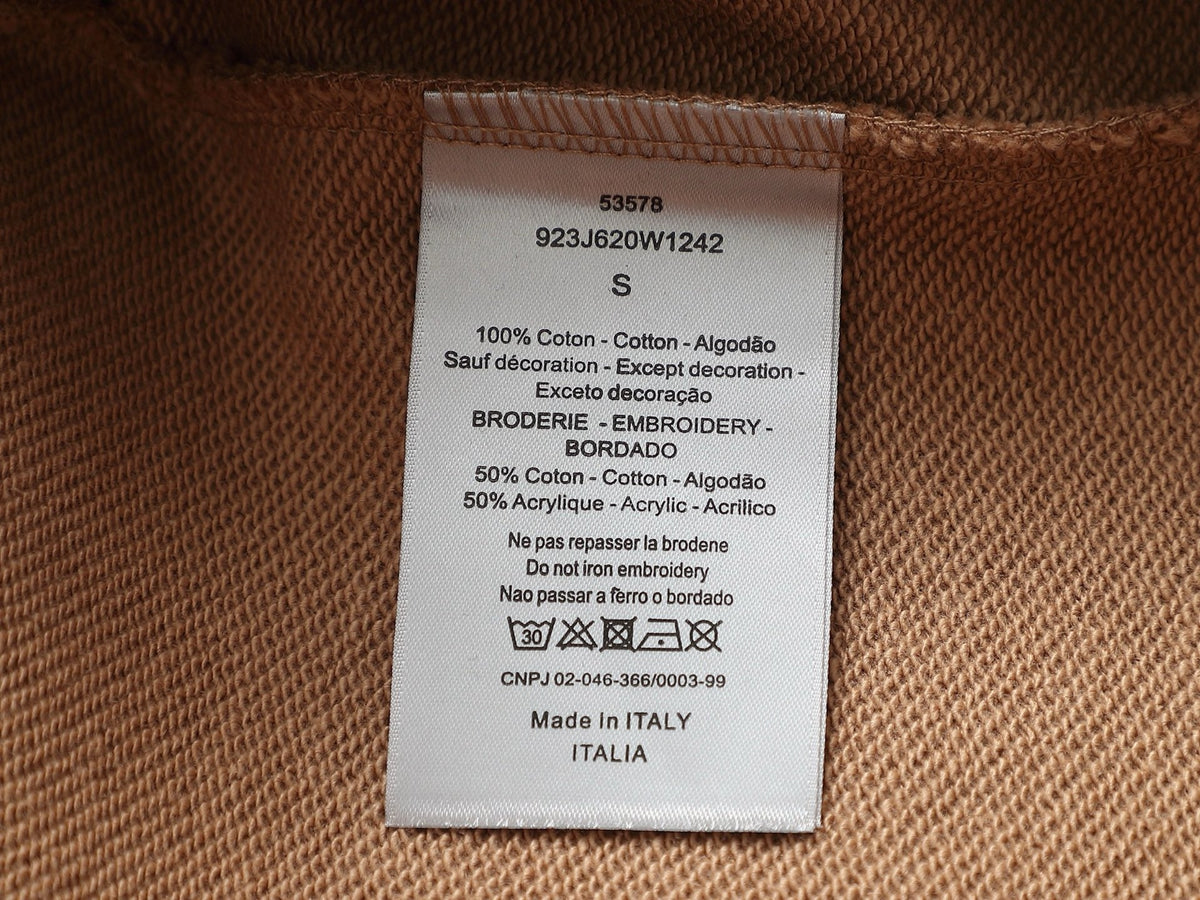 53578
923J620W1242
S
100% Coton - Cotton - Algodão
Sauf décoration - Except decoration -
Exceto decoração
BRODERIE - EMBROIDERY -
BORDADO
50% Coton - Cotton - Algodão
50% Acrylique - Acrylic - Acrilico
Ne pas repasser la brodene
Do not iron embroidery
Nao passar a ferro o bordado
30
CNPJ 02-046-366/0003-99
Made in ITALY
ITALIA